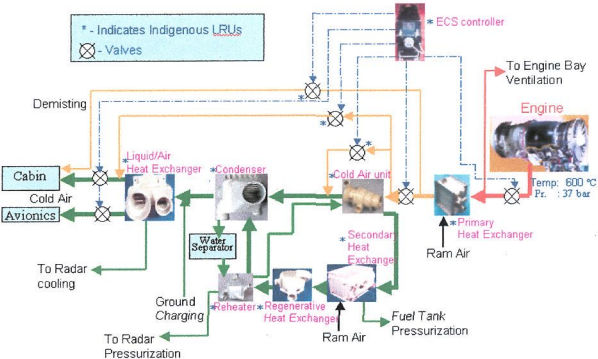 * - Indicates Indigenous LRUs
- Valves
* ECS controller
To Engine Bay
Ventilation
Demisting
Engine
Temp: 600 °C
Pr. : 37 bar
Cabin
Cold Air
Avionics
* Liquid/Air
Heat Exchanger
* Condenser
* Cold Air unit
* Primary
Heat Exchanger
Ram Air
* Secondary
Heat
Exchanger
Water
Separator
To Radar
cooling
Ground
Charging
* Reheater
* Regenerative
Heat Exchanger
Ram Air
Fuel Tank
Pressurization
To Radar
Pressurization